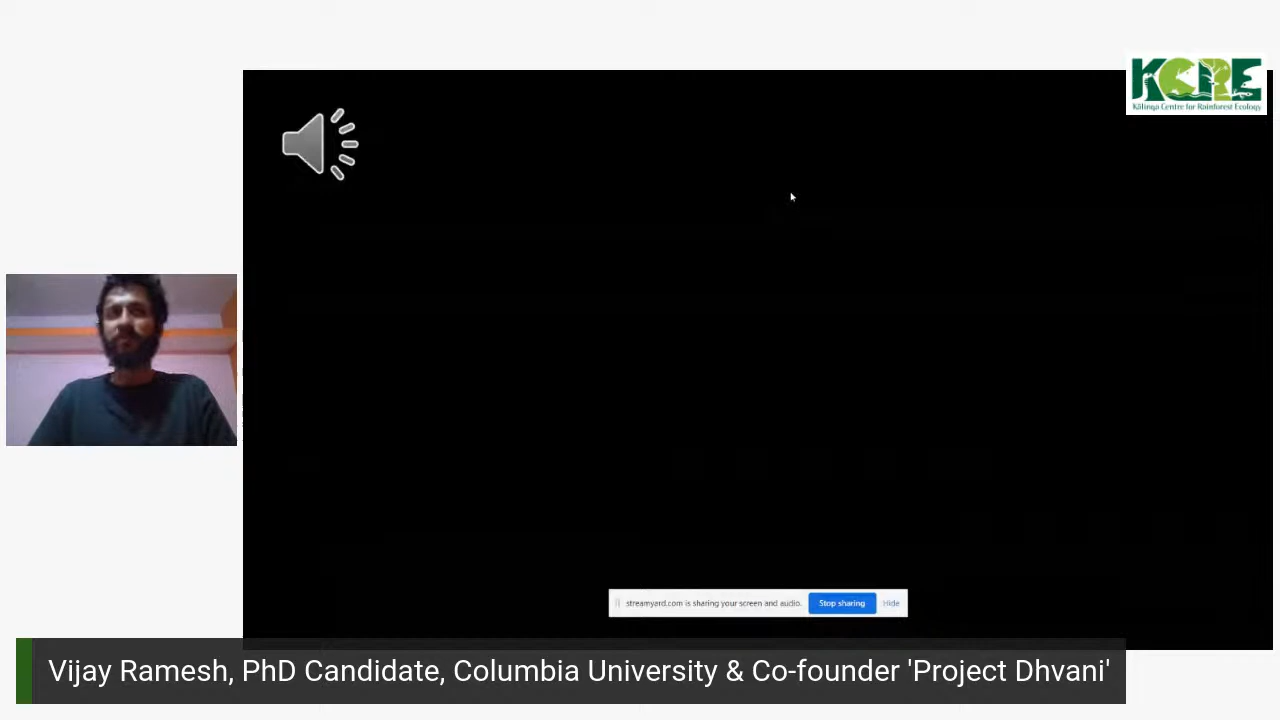 KCRE
Kālinga Centre for Rainforest Ecology
streamyard.com is sharing your screen and audio. Stop sharing Hide
Vijay Ramesh, PhD Candidate, Columbia University & Co-founder 'Project Dhvani'